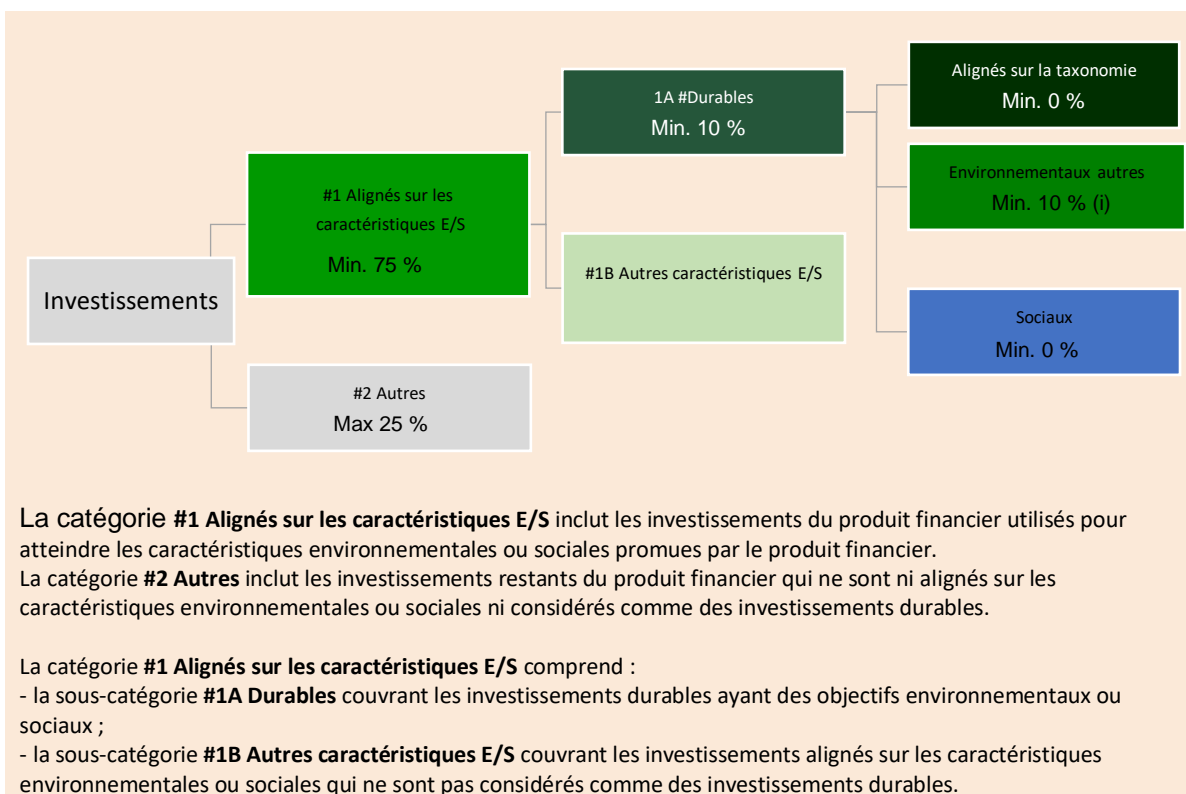 Investissements
#1 Alignés sur les
caractéristiques E/S
Min. 75 %
#2 Autres
Max 25 %
1A #Durables
Min. 10 %
#1B Autres caractéristiques E/S
Alignés sur la taxonomie
Min. 0 %
Environnementaux autres
Min. 10 % (i)
Sociaux
Min. 0 %
La catégorie #1 Alignés sur les caractéristiques E/S inclut les investissements du produit financier utilisés pour
atteindre les caractéristiques environnementales ou sociales promues par le produit financier.
La catégorie #2 Autres inclut les investissements restants du produit financier qui ne sont ni alignés sur les
caractéristiques environnementales ou sociales ni considérés comme des investissements durables.
La catégorie #1 Alignés sur les caractéristiques E/S comprend :
- la sous-catégorie #1A Durables couvrant les investissements durables ayant des objectifs environnementaux ou
sociaux ;
- la sous-catégorie #1B Autres caractéristiques E/S couvrant les investissements alignés sur les caractéristiques
environnementales ou sociales qui ne sont pas considérés comme des investissements durables.